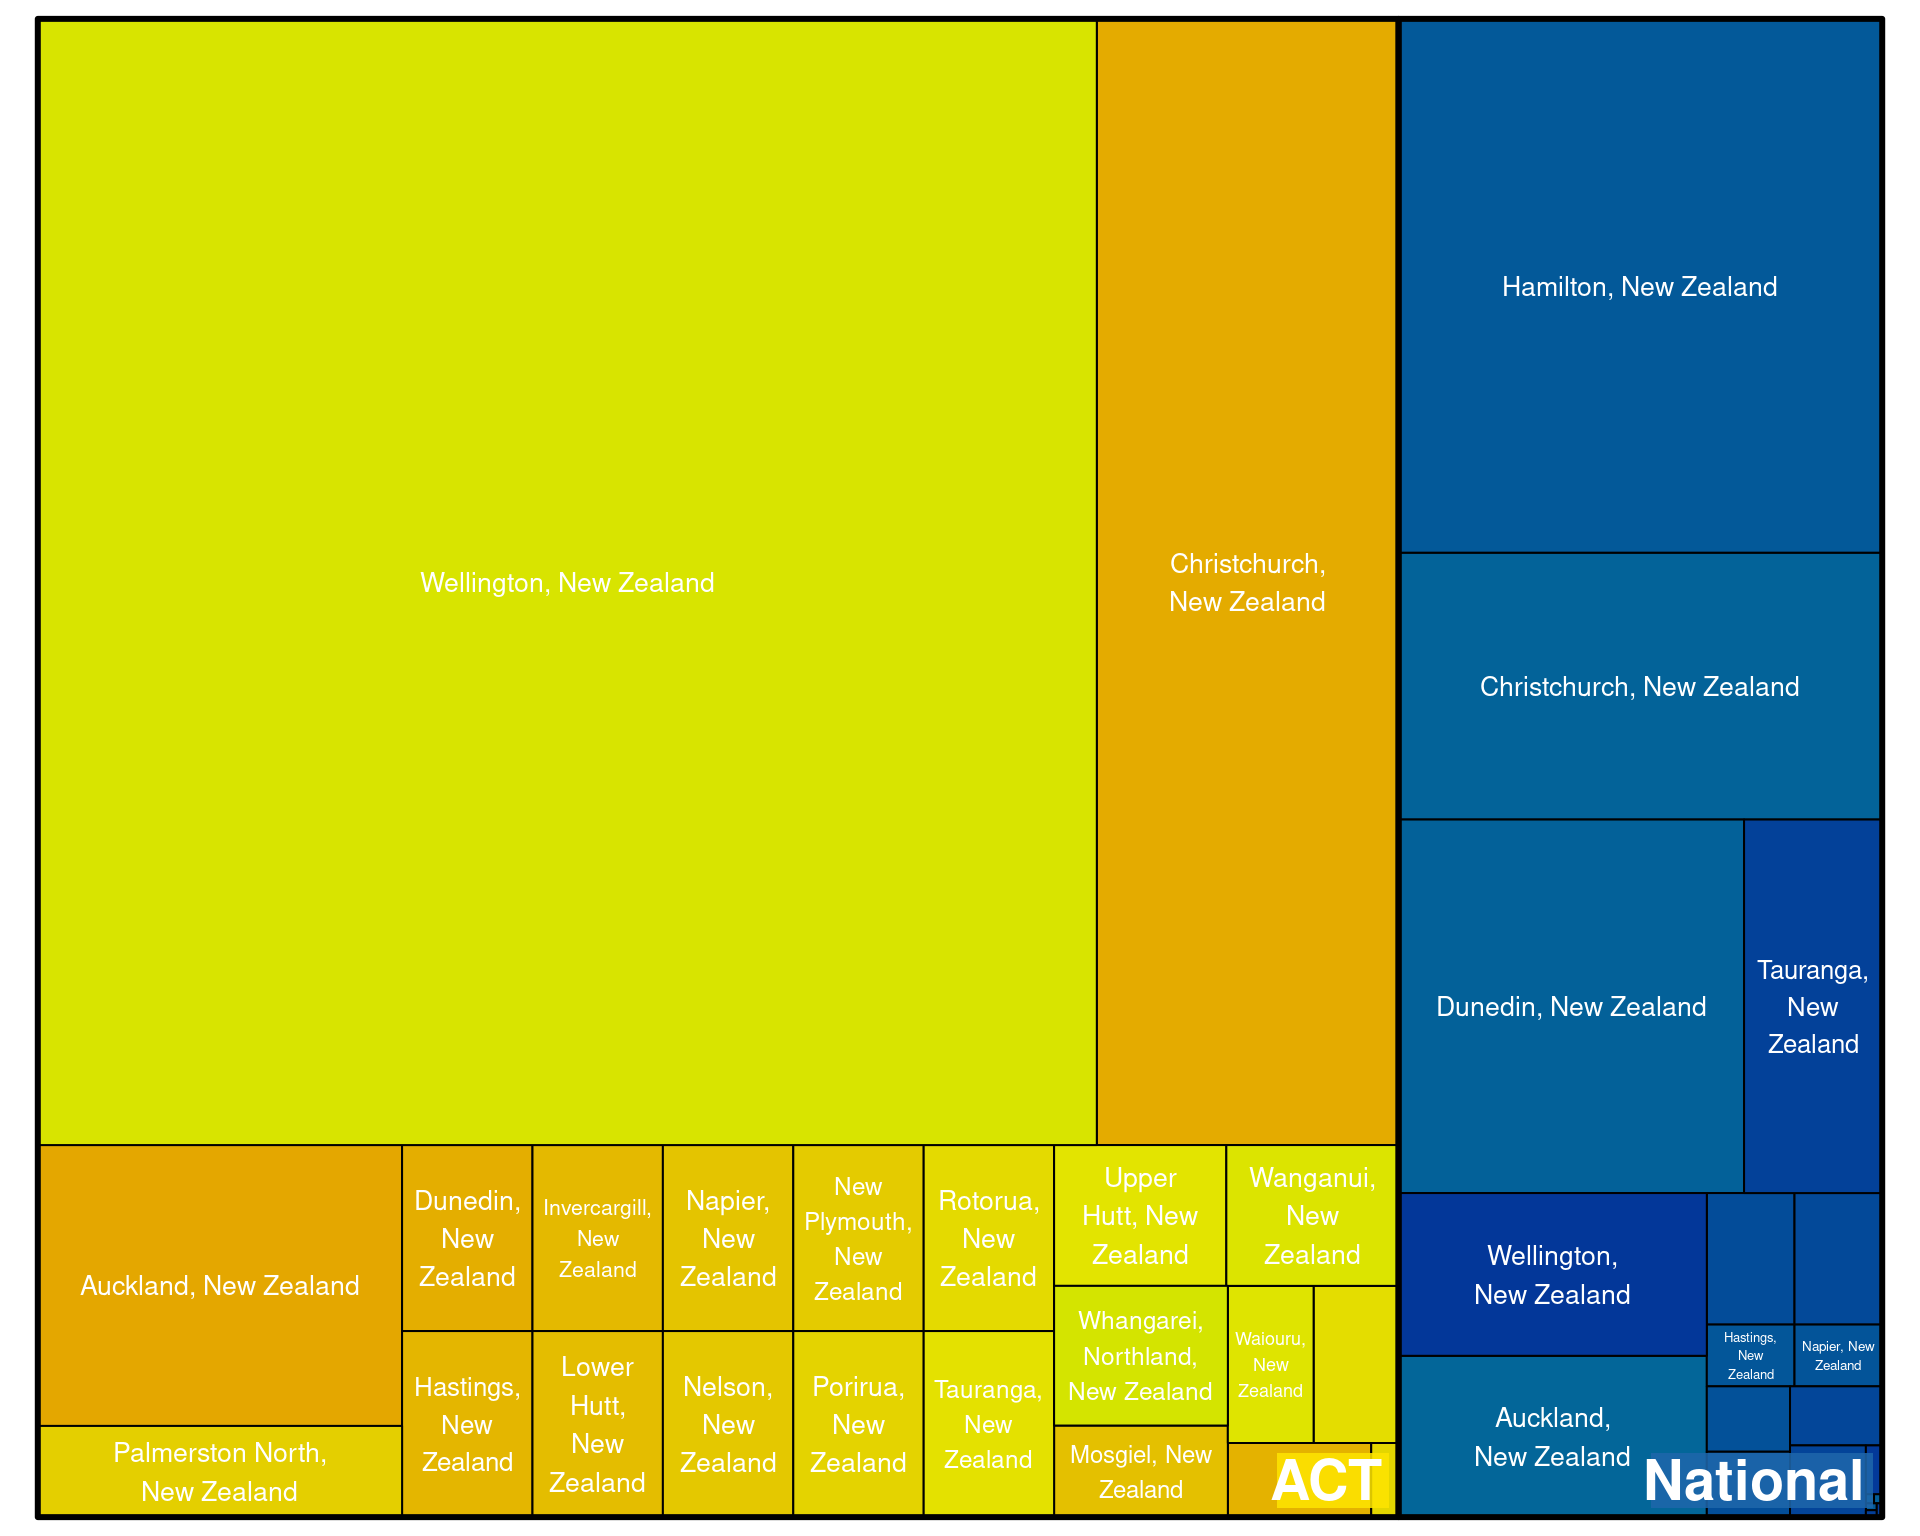 Wellington, New Zealand
Christchurch,
New Zealand
Auckland, New Zealand
Palmerston North,
New Zealand
Dunedin,
New
Zealand
Hastings,
New
Zealand
Invercargill,
New
Zealand
Lower
Hutt,
New
Zealand
Napier,
New
Zealand
Nelson,
New
Zealand
New
Plymouth,
New
Zealand
Porirua,
New
Zealand
Rotorua,
New
Zealand
Tauranga,
New
Zealand
Upper
Hutt, New
Zealand
Wanganui,
New
Zealand
Whangarei,
Northland,
New Zealand
Waiouru,
New
Zealand
Mosgiel, New
Zealand
ACT
Hamilton, New Zealand
Christchurch, New Zealand
Dunedin, New Zealand
Tauranga,
New
Zealand
Wellington,
New Zealand
Auckland,
New Zealand
Hastings,
New
Zealand
Napier, New
Zealand
National